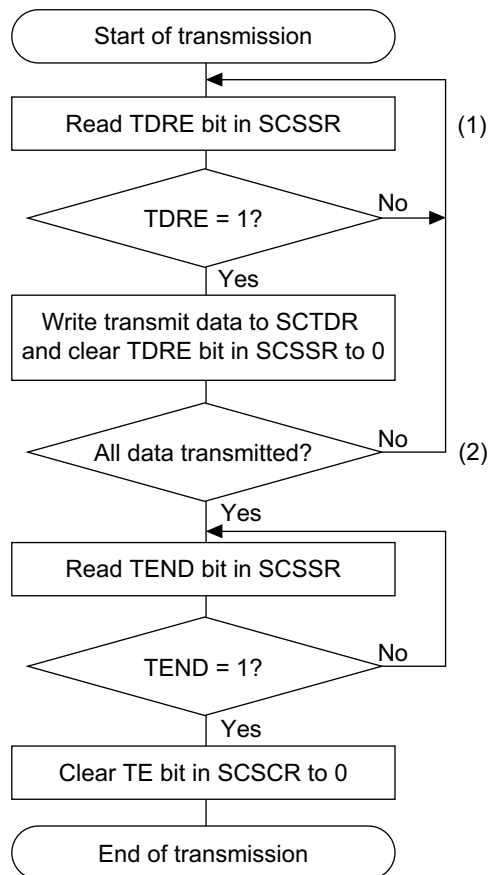 Start of transmission
Read TDRE bit in SCSSR
(1)
TDRE = 1?
No
Yes
Write transmit data to SCTDR
and clear TDRE bit in SCSSR to 0
All data transmitted?
No
(2)
Yes
Read TEND bit in SCSSR
TEND = 1?
No
Yes
Clear TE bit in SCSCR to 0
End of transmission